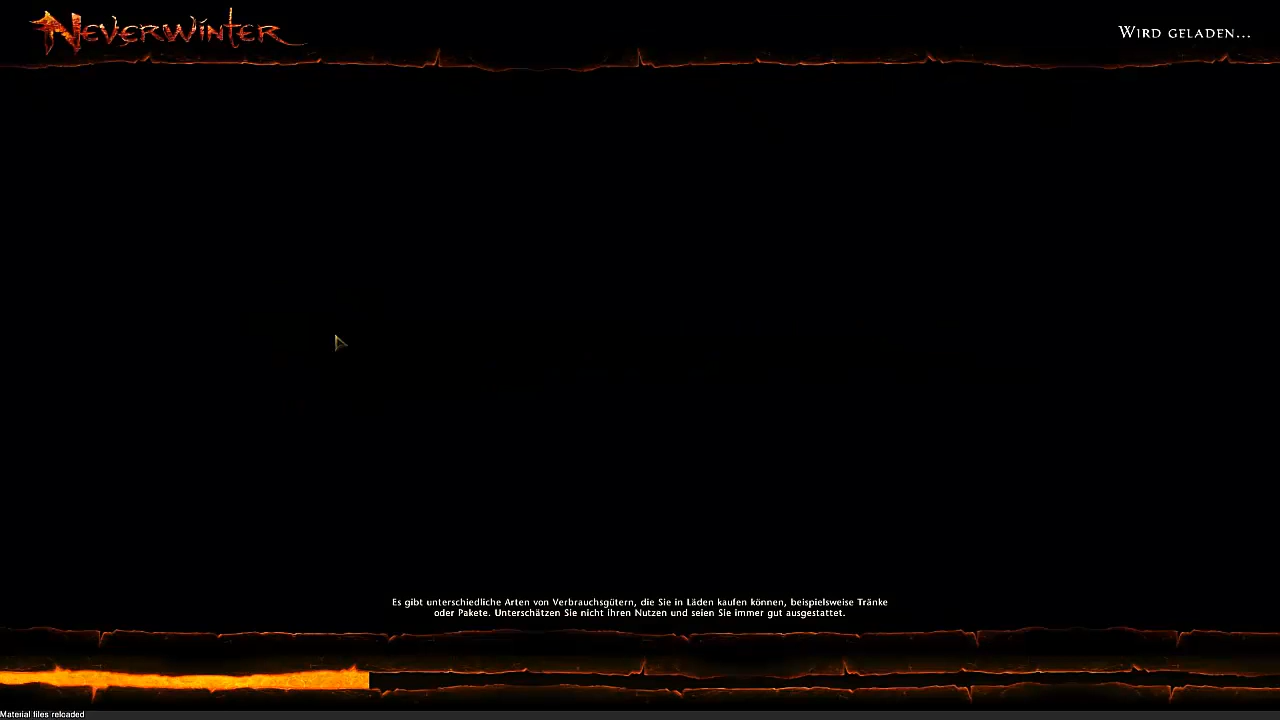 NEVERWINTER
WIRD GELADEN...
Es gibt unterschiedliche Arten von Verbrauchsgütern, die Sie in Läden kaufen können, beispielsweise Tränke
oder Pakete. Unterschätzen Sie nicht ihren Nutzen und seien Sie immer gut ausgestattet.
Material files reloaded